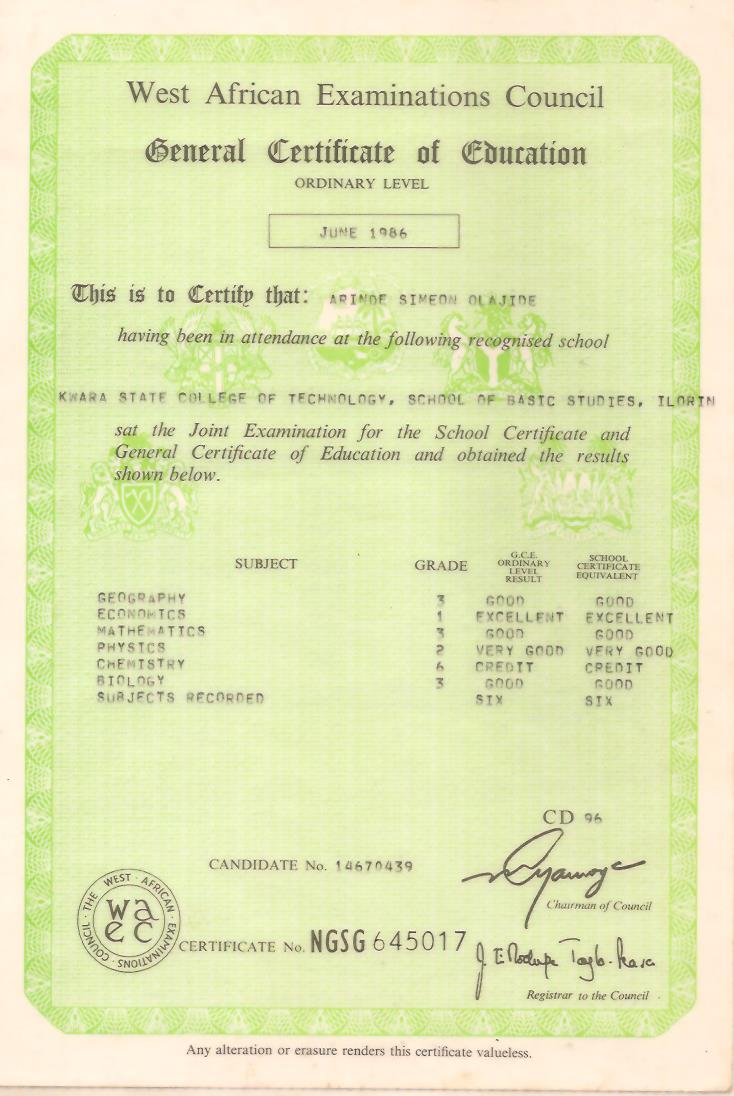 West African Examinations Council
General Certificate of Education
ORDINARY LEVEL
JUNE 1986
This is to Certify that: ARINDE SIMEON OLAJIDE
having been in attendance at the following recognised school
KWARA STATE COLLEGE OF TECHNOLOGY, SCHOOL OF BASIC STUDIES, ILORIN
sat the Joint Examination for the School Certificate and
General Certificate of Education and obtained the results
shown below.
SUBJECT GRADE G.C.E. ORDINARY LEVEL RESULT SCHOOL CERTIFICATE EQUIVALENT
GEOGRAPHY 3 GOOD GOOD
ECONOMICS 1 EXCELLENT EXCELLENT
MATHEMATICS 3 GOOD GOOD
PHYSICS 2 VERY GOOD VERY GOOD
CHEMISTRY 6 CREDIT CREDIT
BIOLOGY 3 GOOD GOOD
SUBJECTS RECORDED SIX SIX
CD 96
CANDIDATE No. 14670439
Chairman of Council
THE WEST · AFRICAN · EXAMINATIONS · COUNCIL ·
waec
CERTIFICATE No. NGSG 645017
Registrar to the Council
Any alteration or erasure renders this certificate valueless.